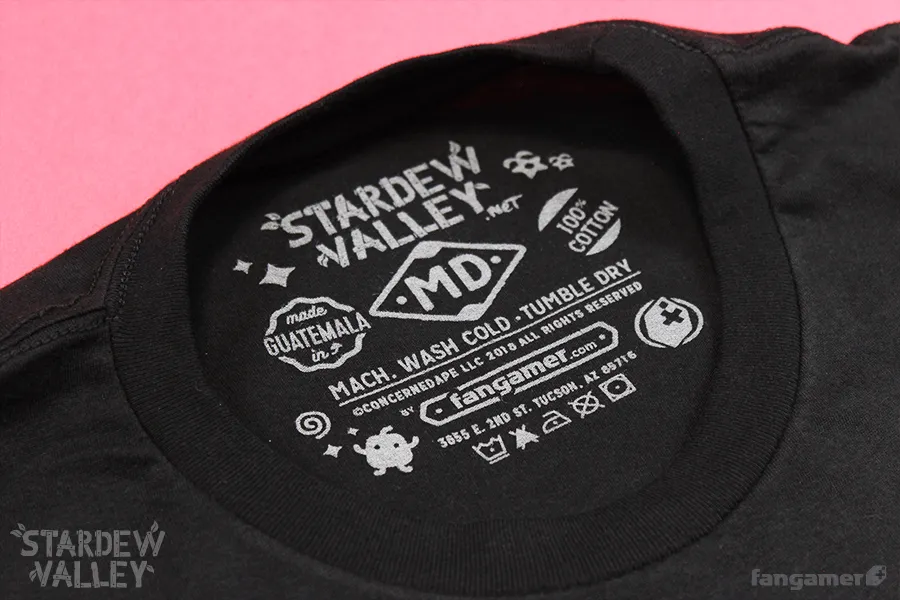 STARDEW
VALLEY
.NET
100%
COTTON
MD
made
GUATEMALA
in
MACH. WASH COLD • TUMBLE DRY
©CONCERNEDAPE LLC 2018 ALL RIGHTS RESERVED
BY fangamer.com
3855 E. 2ND ST. TUCSON, AZ 85716
STARDEW
VALLEY
fangamer